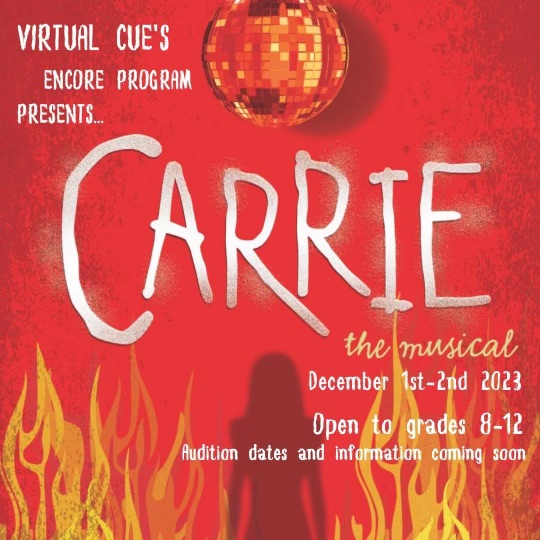 VIRTUAL CUE'S
ENCORE PROGRAM
PRESENTS...
CARRIE
the musical
December 1st-2nd 2023
Open to grades 8-12
Audition dates and information coming soon